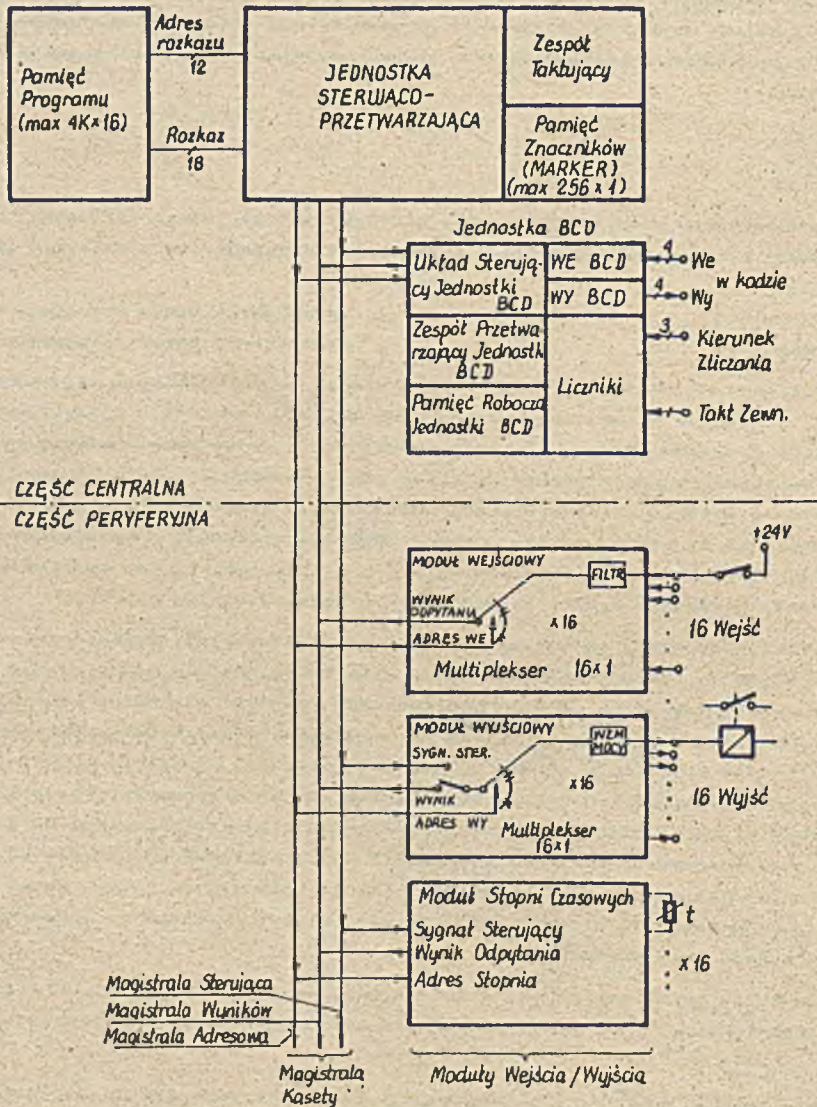 Adres
rozkazu
12
Pamięć
Programu
(max 4K×16)
Rozkaz
16
JEDNOSTKA
STERUJĄCO-
PRZETWARZAJĄCA
Zespół
Taktujący
Pamięć
Znaczników
(MARKER)
(max 256 x 1)
Jednostka BCD
Układ Sterują-
cy Jednostki
BCD
WE BCD
WY BCD
4
We
w kodzie
4
Wy
Zespół Przetwa
rzający Jednostk
BCD
Liczniki
3
Kierunek
Zliczania
Pamięć Robocza
Jednostki BCD
Takt Zewn.
CZĘŚĆ CENTRALNA
CZĘŚĆ PERYFERYJNA
+24V
MODUŁ WEJŚCIOWY
FILTR
WYNIK
ODPYTANIA
x16
ADRES WE
Multiplekser 16×1
16 Wejść
MODUŁ WYJŚCIOWY
WZM
MOCY
SYGN. STER.
x16
WYNIK
ADRES WY
Multiplekser
16×1
16 Wyjść
Moduł Stopni Czasowych
t
Sygnał Sterujący
Wynik Odpytania
x 16
Adres Stopnia
Magistrala Sterująca
Magistrala Wyników
Magistrala Adresowa
Magistrala
Kasety
Moduły Wejścia / Wyjścia